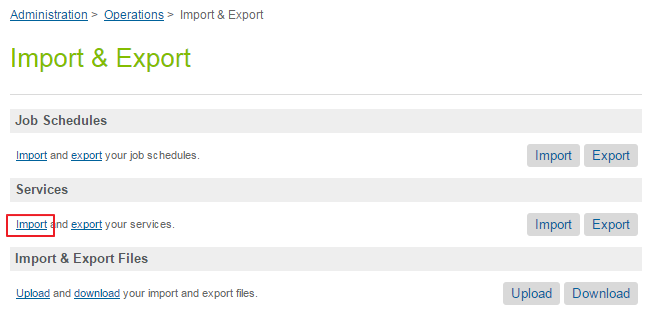 Administration > Operations > Import & Export
Import & Export
Job Schedules
Import and export your job schedules. Import Export
Services
Import and export your services. Import Export
Import & Export Files
Upload and download your import and export files. Upload Download